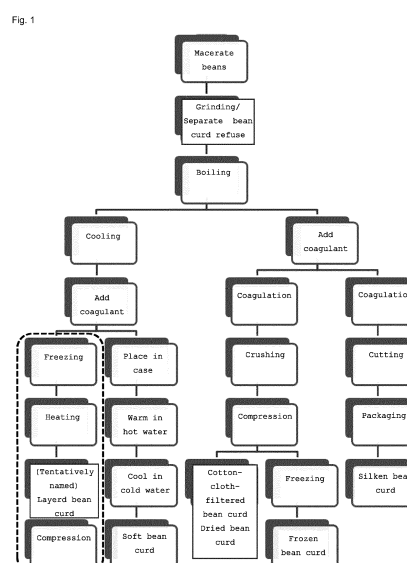 Fig. 1
Macerate
beans
Grinding/
Separate bean
curd refuse
Boiling
Cooling
Add
coagulant
Add
coagulant
Coagulation
Coagulatio
Freezing
Place in
case
Crushing
Cutting
Heating
Warm in
hot water
Compression
Packaging
(Tentatively
named)
Layerd bean
curd
Cool in
cold water
Cotton-
cloth-
filtered
bean curd
Dried bean
curd
Freezing
Silken bea
curd
Compression
Soft bean
curd
Frozen
bean curd